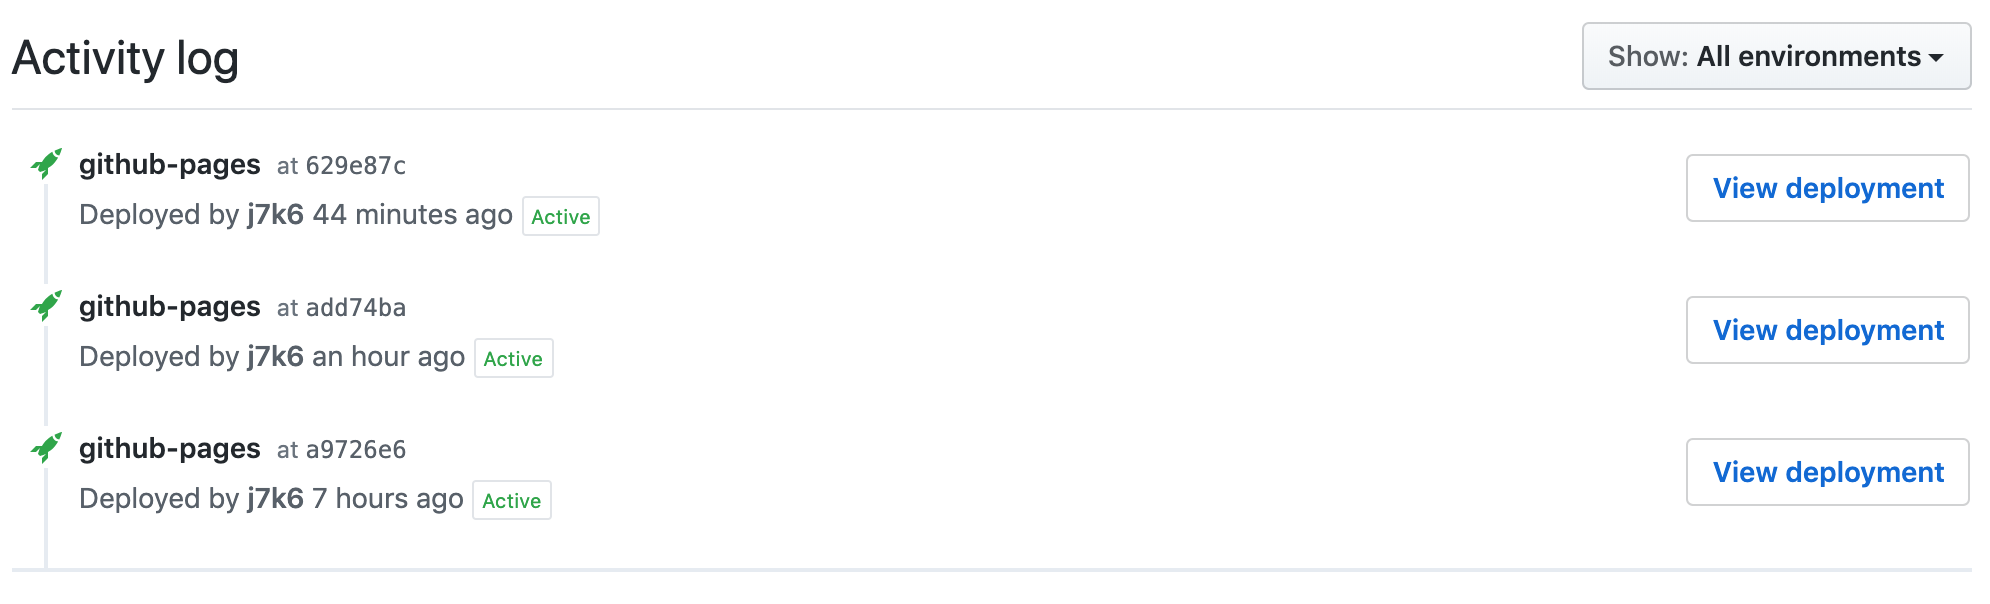 Activity log
Show: All environments
github-pages at 629e87c
View deployment
Deployed by j7k6 44 minutes ago Active
github-pages at add74ba
View deployment
Deployed by j7k6 an hour ago Active
github-pages at a9726e6
View deployment
Deployed by j7k6 7 hours ago Active